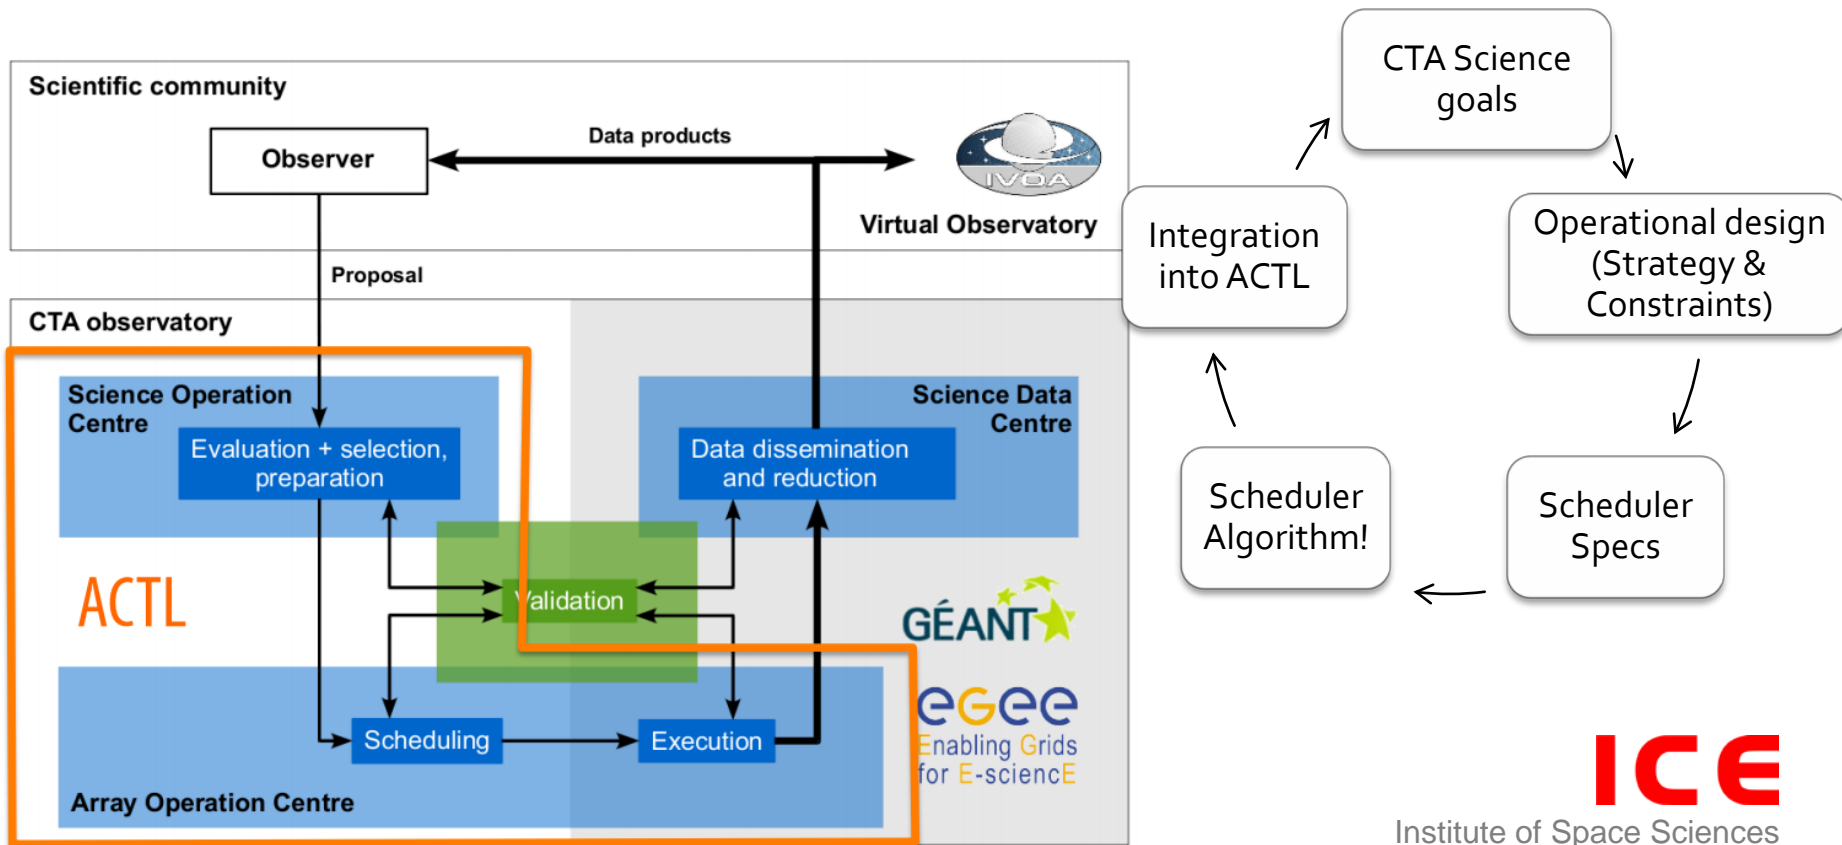 Scientific community
Observer
Data products
IVOA
Virtual Observatory
Proposal
CTA observatory
Science Operation
Centre
Evaluation + selection,
preparation
Science Data
Centre
Data dissemination
and reduction
ACTL
Validation
GÉANT
Scheduling
Execution
Array Operation Centre
eGee
Enabling Grids
for E-sciencE
CTA Science
goals
Operational design
(Strategy &
Constraints)
Scheduler
Specs
Scheduler
Algorithm!
Integration
into ACTL
ICE
Institute of Space Sciences